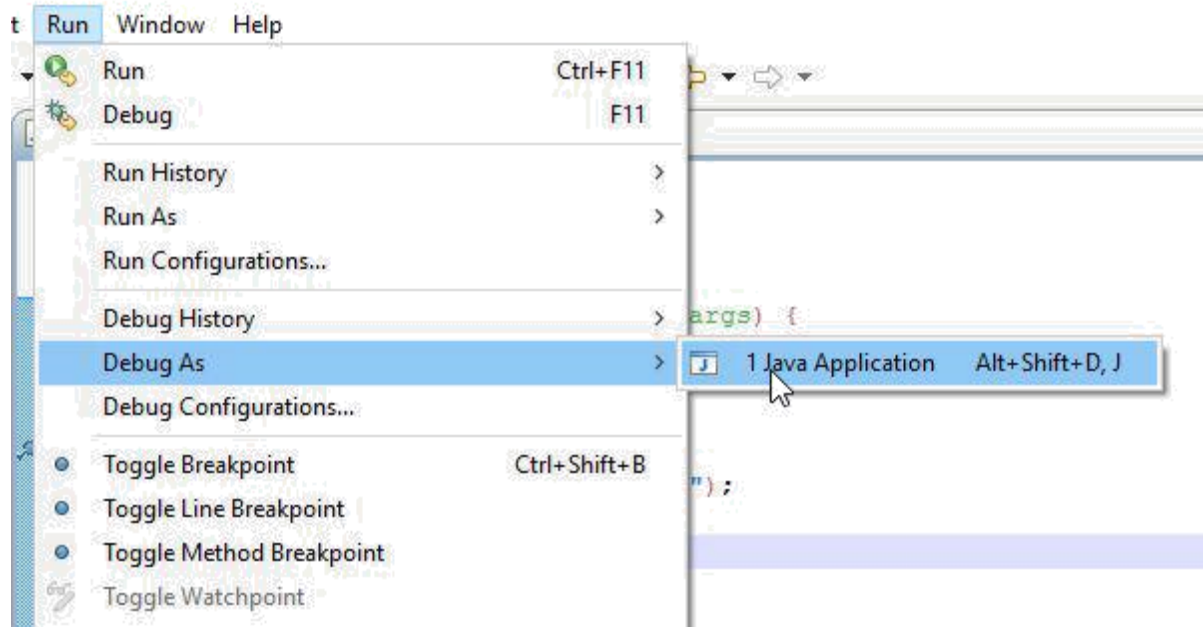 t Run Window Help
Run Ctrl+F11
Debug F11
Run History
Run As
Run Configurations...
Debug History
args) {
Debug As
1 Java Application Alt+Shift+D, J
Debug Configurations...
Toggle Breakpoint Ctrl+Shift+B
");
Toggle Line Breakpoint
Toggle Method Breakpoint
Toggle Watchpoint